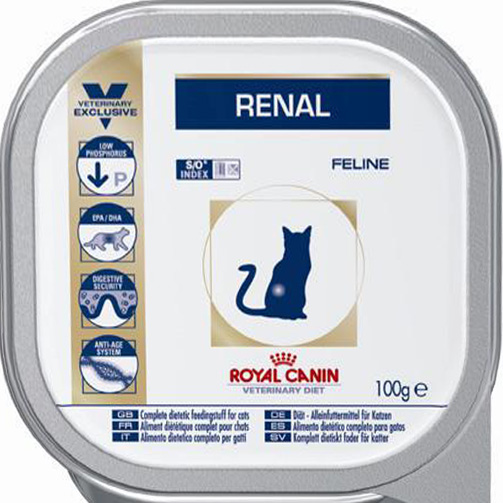 VETERINARY
EXCLUSIVE
RENAL
LOW
PHOSPHORUS
P
S/O*
INDEX
FELINE
EPA / DHA
DIGESTIVE
SECURITY
ANTI-AGE
SYSTEM
ROYAL CANIN
VETERINARY DIET
100g e
GB Complete dietetic feedingstuff for cats
FR Aliment diététique complet pour chats
IT Alimento dietetico completo per gatti
DE Diät - Alleinfuttermittel für Katzen
ES Alimento dietético completo para gatos
SV Komplett dietiskt foder för katter